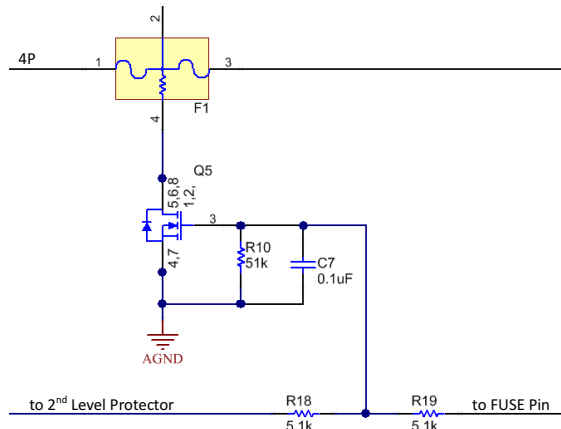 2
4P
1
3
F1
4
Q5
5,6,8
1,2,
3
R10
51k
C7
0.1uF
4,7
AGND
to 2nd Level Protector
R18
5.1k
R19
5.1k
to FUSE Pin